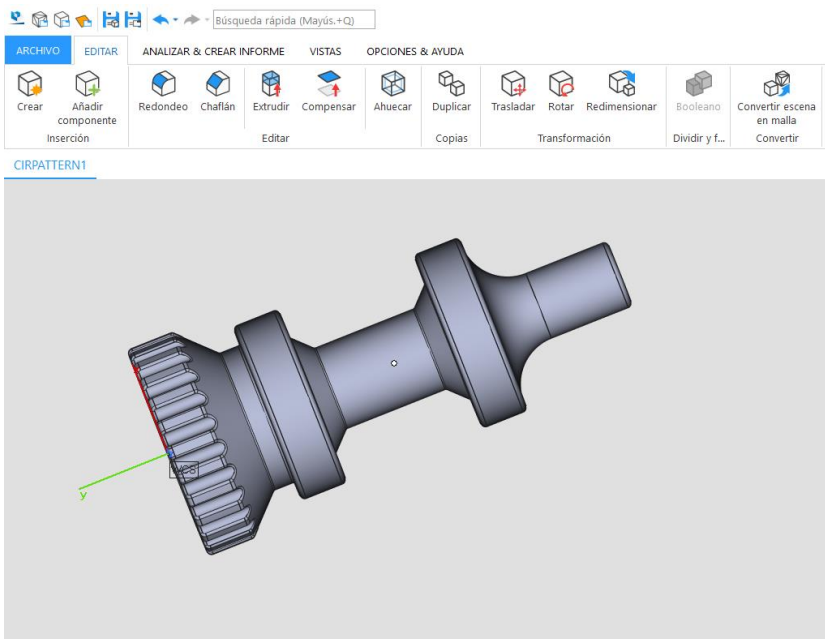 Búsqueda rápida (Mayús.+Q)
ARCHIVO EDITAR ANALIZAR & CREAR INFORME VISTAS OPCIONES & AYUDA
Crear Añadir componente Redondeo Chaflán Extrudir Compensar Ahuecar Duplicar Trasladar Rotar Redimensionar Booleano Convertir escena en malla
Inserción Editar Copias Transformación Dividir y f... Convertir
CIRPATTERN1
WCS
y